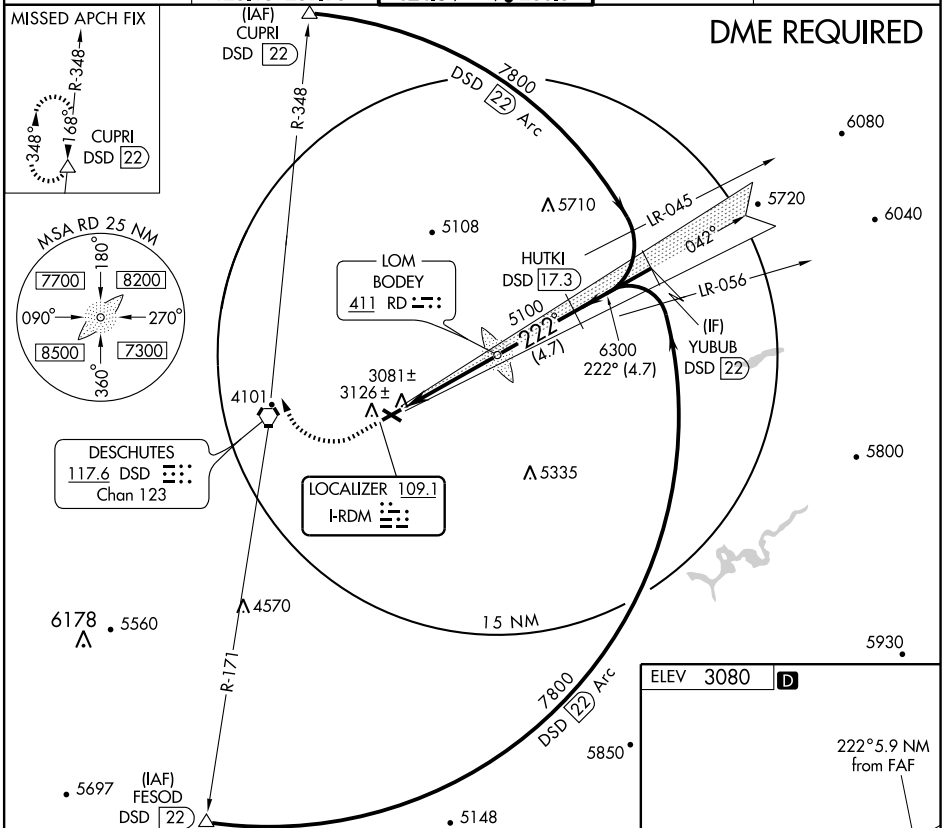 MISSED APCH FIX
R-348
348°
168°
CUPRI
DSD 22
(IAF)
CUPRI
DSD 22
R-348
7800
DSD 22 Arc
DME REQUIRED
6080
5710
5108
LR-045
5720
6040
042°
MSA RD 25 NM
180°
7700
8200
090°
270°
8500
7300
360°
LOM
BODEY
411 RD
HUTKI
DSD 17.3
5100
222°
(4.7)
LR-056
6300
222° (4.7)
(IF)
YUBUB
DSD 22
3081±
3126±
4101
DESCHUTES
117.6 DSD
Chan 123
LOCALIZER 109.1
I-RDM
5335
5800
4570
6178
5560
15 NM
R-171
5930
7800
DSD 22 Arc
ELEV 3080 D
5850
222° 5.9 NM
from FAF
5697
(IAF)
FESOD
DSD 22
5148